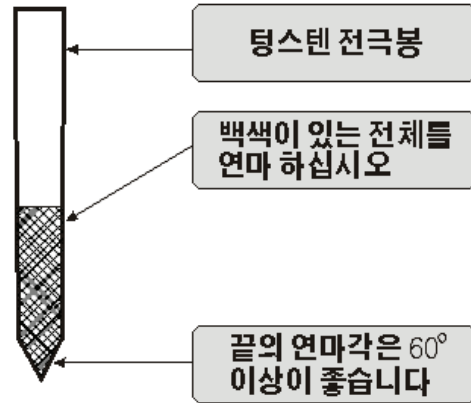 텅스텐 전극봉
백색이 있는 전체를
연마 하십시오
끝의 연마각은 60°
이상이 좋습니다